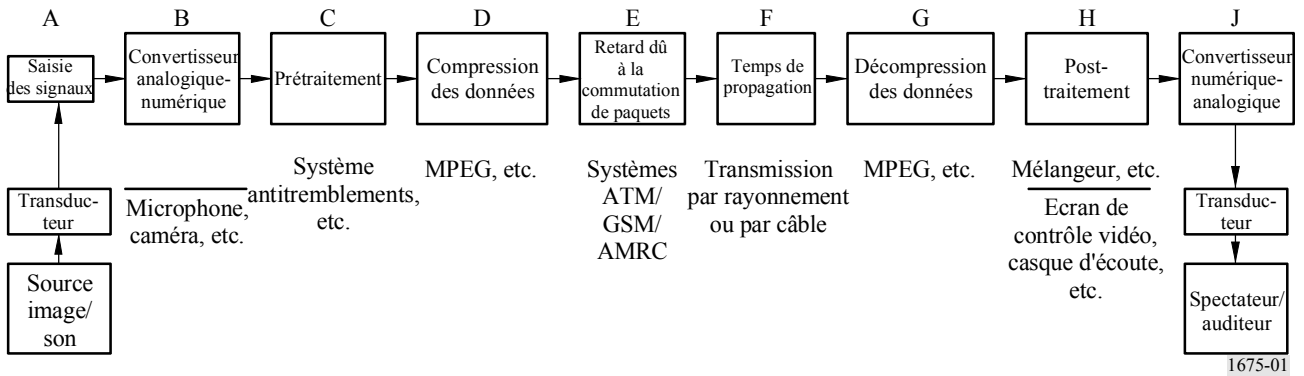 A
B
C
D
E
F
G
H
J
Saisie
des signaux
Convertisseur
analogique-
numérique
Prétraitement
Compression
des données
Retard dû
à la
commutation
de paquets
Temps de
propagation
Décompression
des données
Post-
traitement
Convertisseur
numérique-
analogique
Transduc-
teur
Source
image/
son
Microphone,
caméra, etc.
Système
antitremblements,
etc.
MPEG, etc.
Systèmes
ATM/
GSM/
AMRC
Transmission
par rayonnement
ou par câble
MPEG, etc.
Mélangeur, etc.
Ecran de
contrôle vidéo,
casque d'écoute,
etc.
Transduc-
teur
Spectateur/
auditeur
1675-01